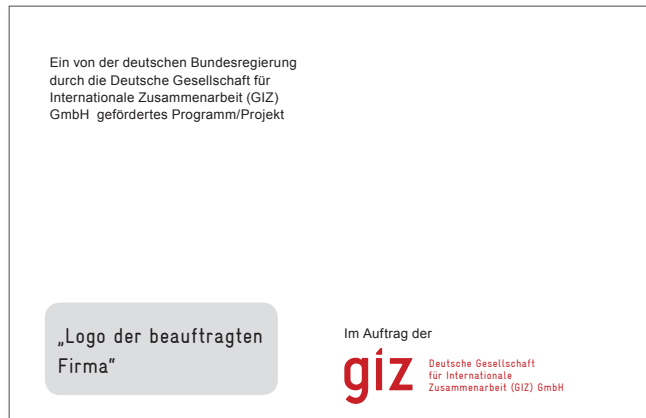 Ein von der deutschen Bundesregierung
durch die Deutsche Gesellschaft für
Internationale Zusammenarbeit (GIZ)
GmbH  gefördertes Programm/Projekt
„Logo der beauftragten
Firma“
Im Auftrag der
giz
Deutsche Gesellschaft
für Internationale
Zusammenarbeit (GIZ) GmbH